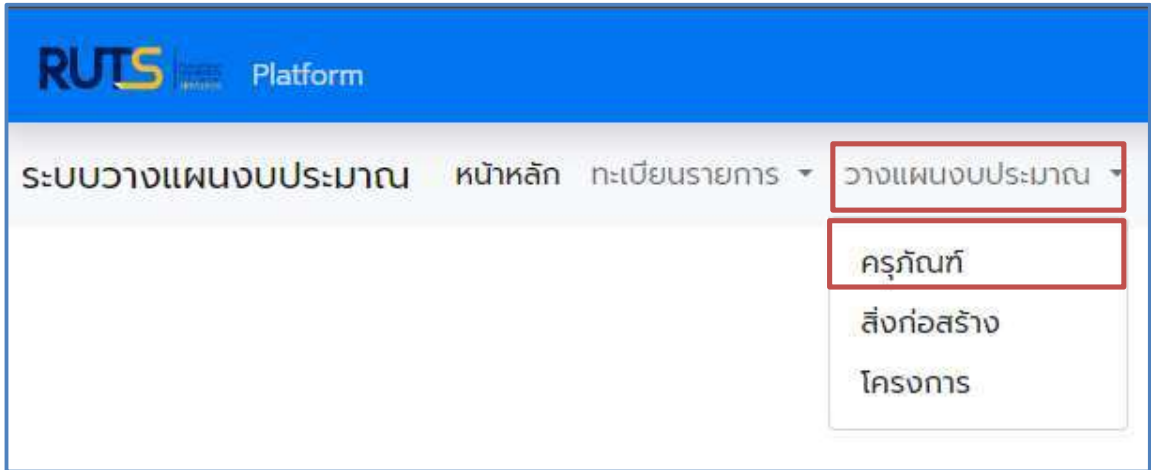 RUTS Platform
ระบบวางแผนงบประมาณ หน้าหลัก ทะเบียนรายการ วางแผนงบประมาณ
ครุภัณฑ์
สิ่งก่อสร้าง
โครงการ